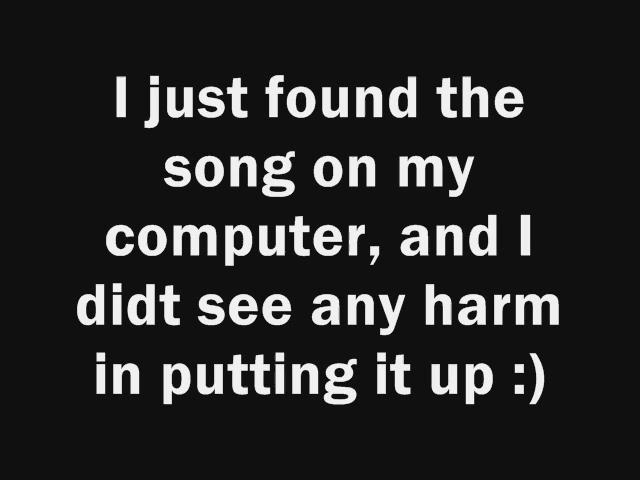 I just found the
song on my
computer, and I
didt see any harm
in putting it up :)